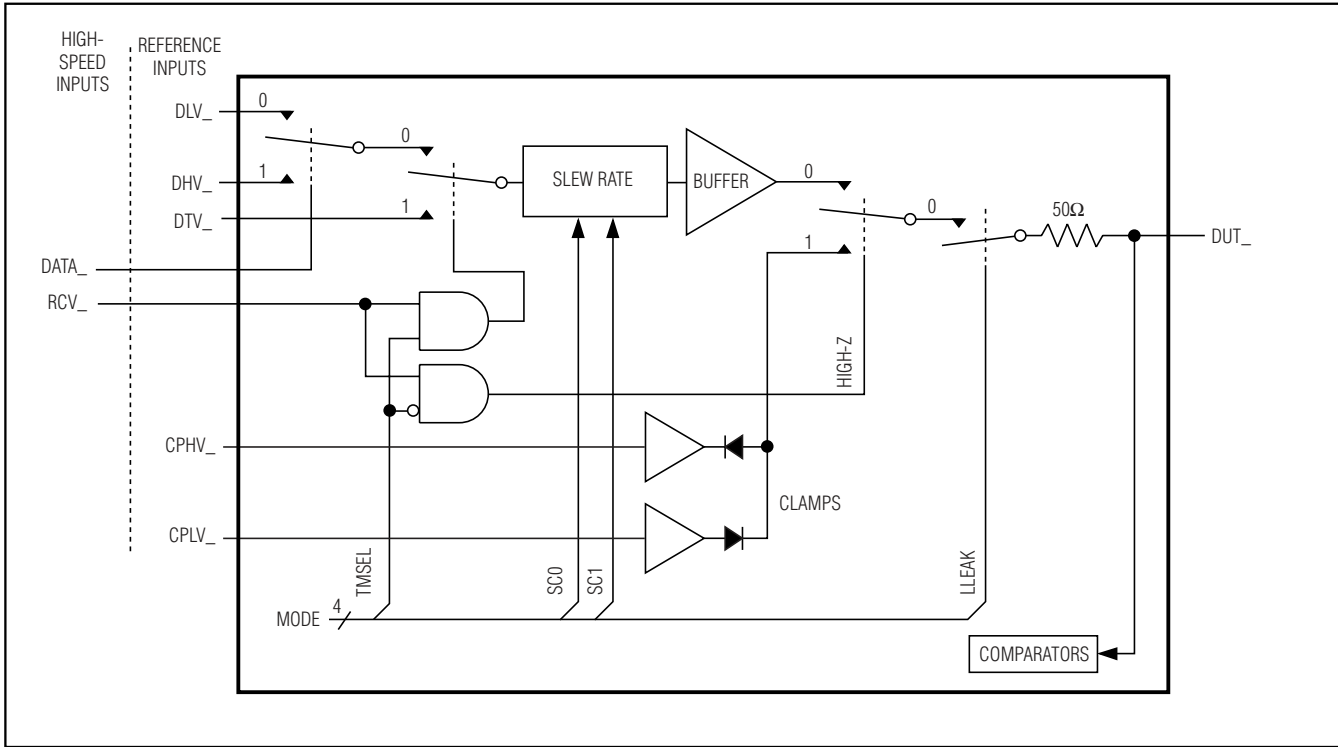 HIGH-
SPEED
INPUTS
REFERENCE
INPUTS
DLV_
0
0
DHV_
1
SLEW RATE
BUFFER
0
DTV_
1
0
50Ω
DUT_
1
DATA_
RCV_
HIGH-Z
CPHV_
CLAMPS
CPLV_
TMSEL
SC0
SC1
LLEAK
MODE
4
COMPARATORS